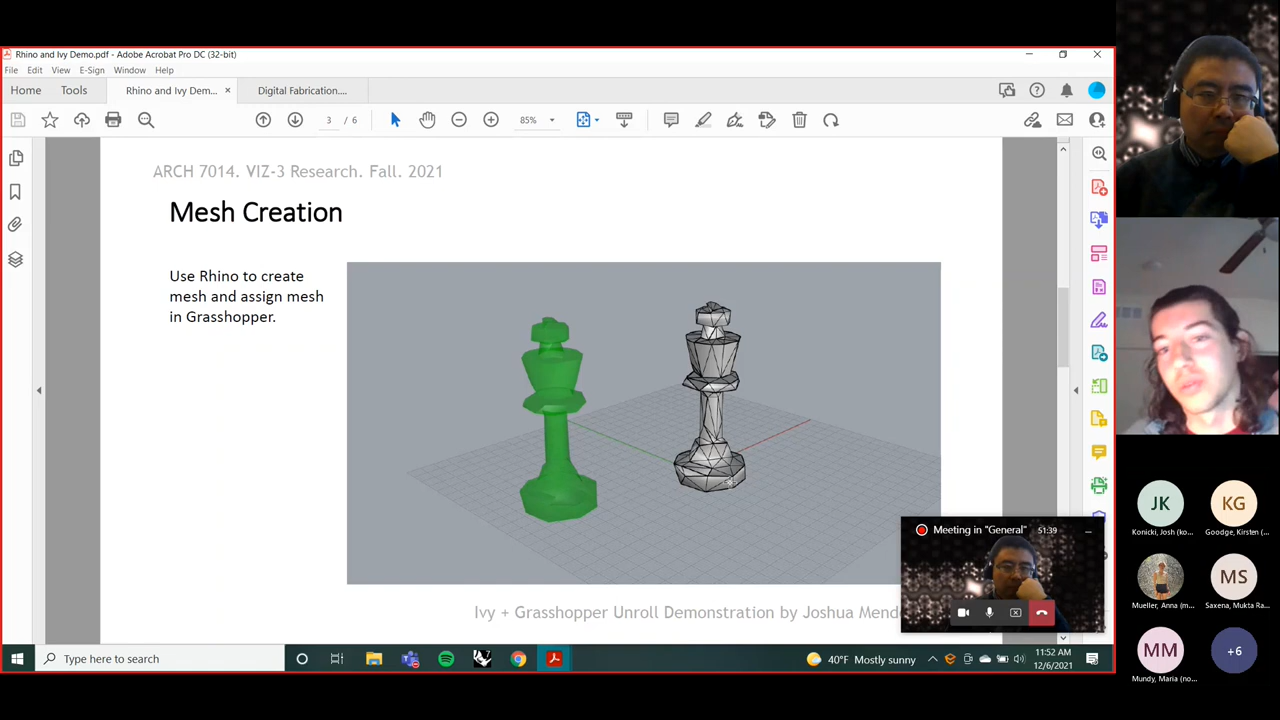 Rhino and Ivy Demo.pdf - Adobe Acrobat Pro DC (32-bit)
File Edit View E-Sign Window Help
Home Tools Rhino and Ivy Dem... × Digital Fabrication....
3 / 6 85%
ARCH 7014. VIZ-3 Research. Fall. 2021
Mesh Creation
Use Rhino to create
mesh and assign mesh
in Grasshopper.
Meeting in "General" 51:39
Ivy + Grasshopper Unroll Demonstration by Joshua Mend
Type here to search
40°F Mostly sunny
11:52 AM
12/6/2021
JK KG
Konicki, Josh (ko... Goodge, Kirsten (...
MS
Mueller, Anna (m... Saxena, Mukta Ra...
MM +6
Mundy, Maria (no...